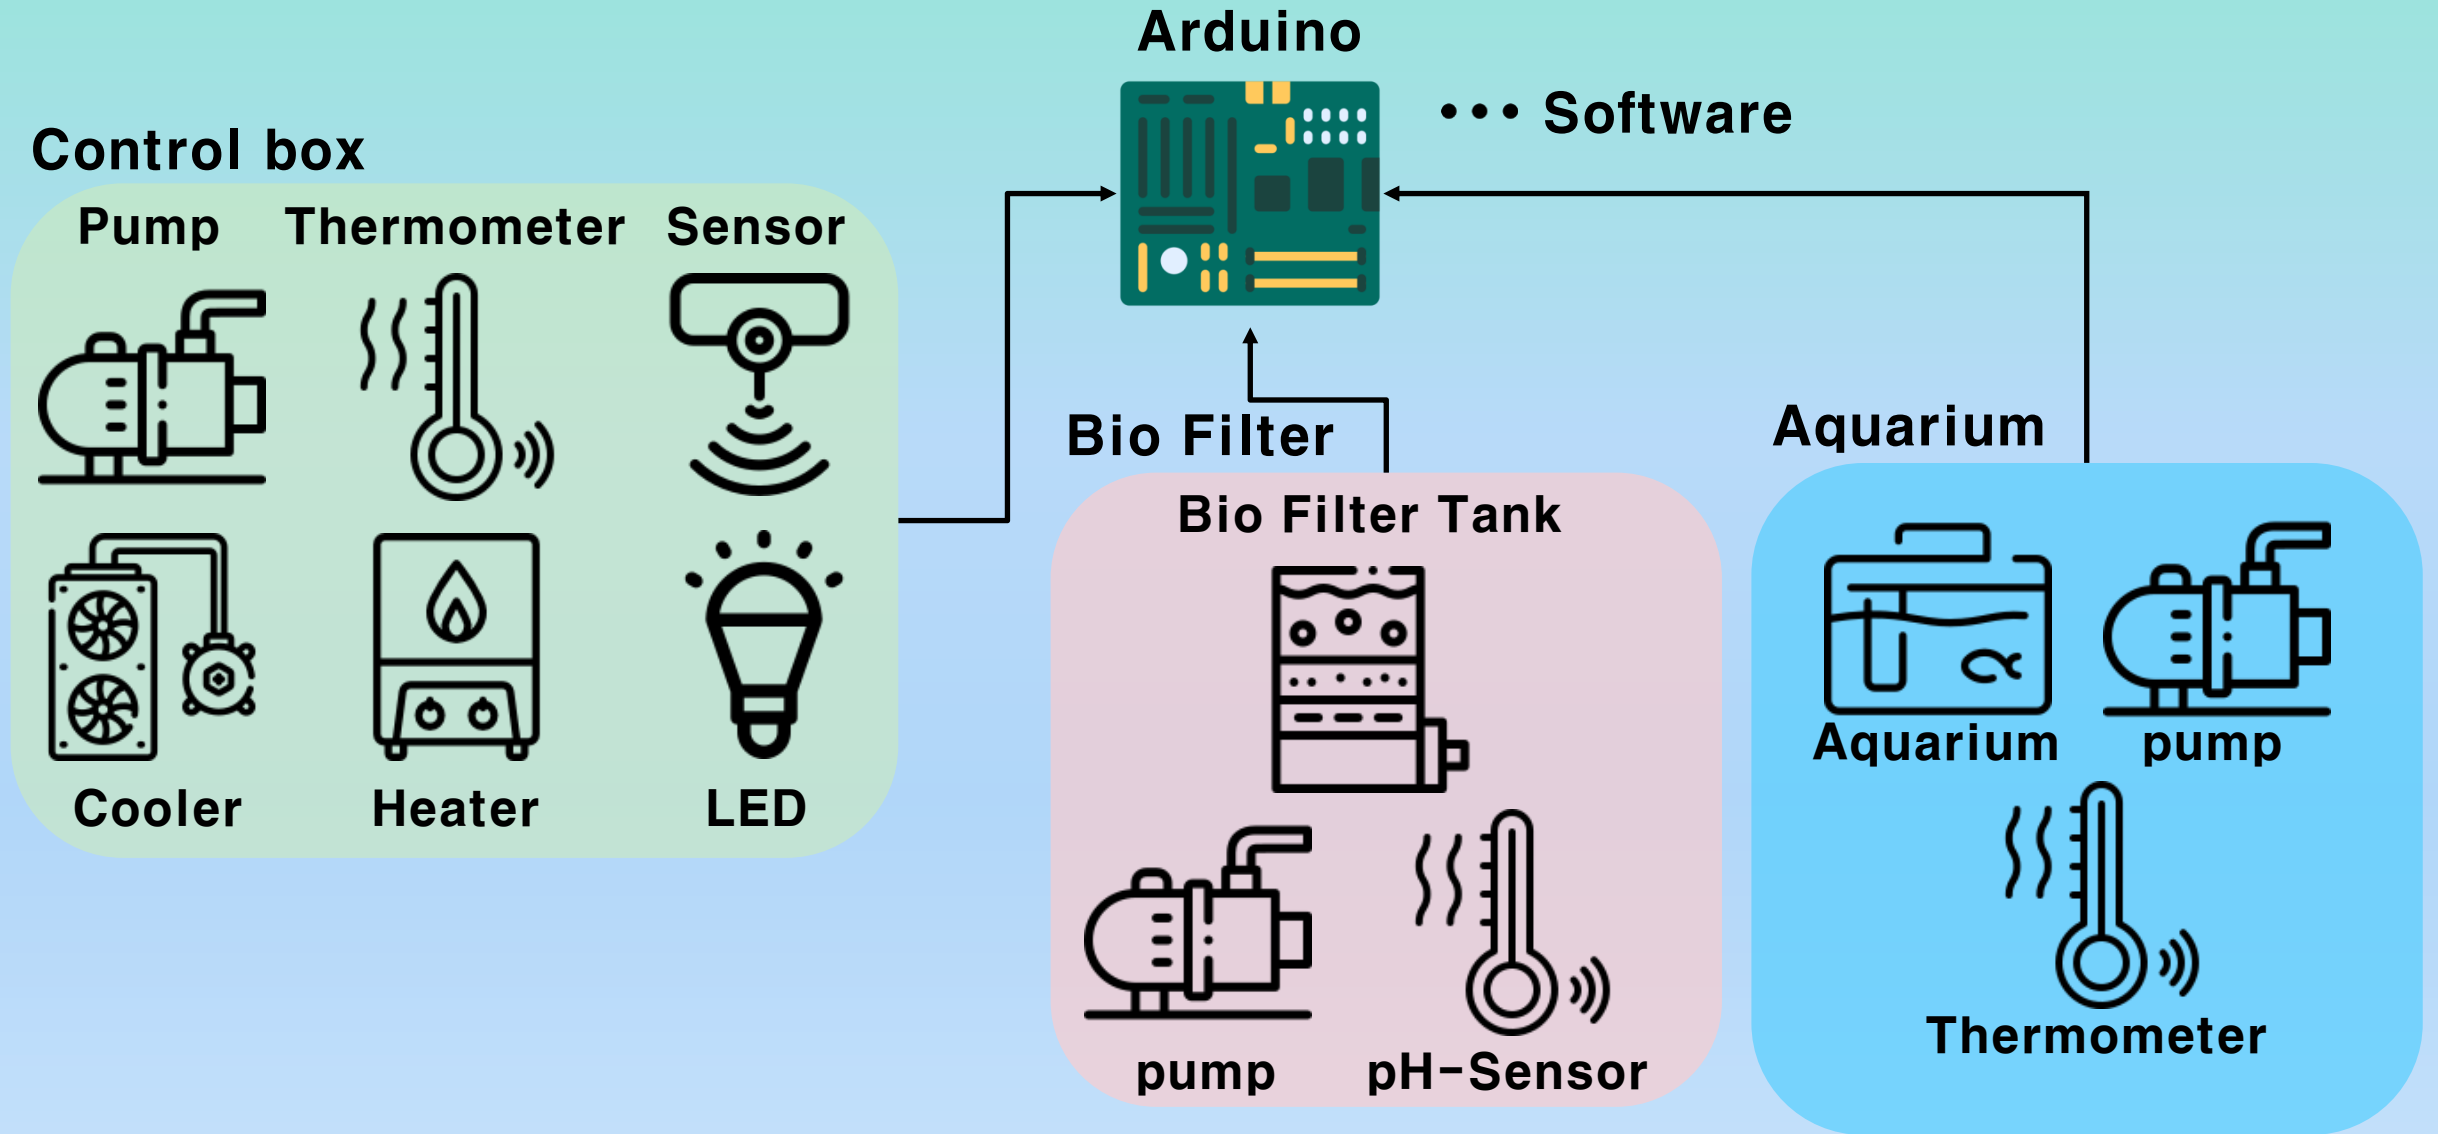 Arduino
••• Software
Control box
Pump Thermometer Sensor
Cooler Heater LED
Bio Filter
Bio Filter Tank
pump pH-Sensor
Aquarium
Aquarium pump
Thermometer